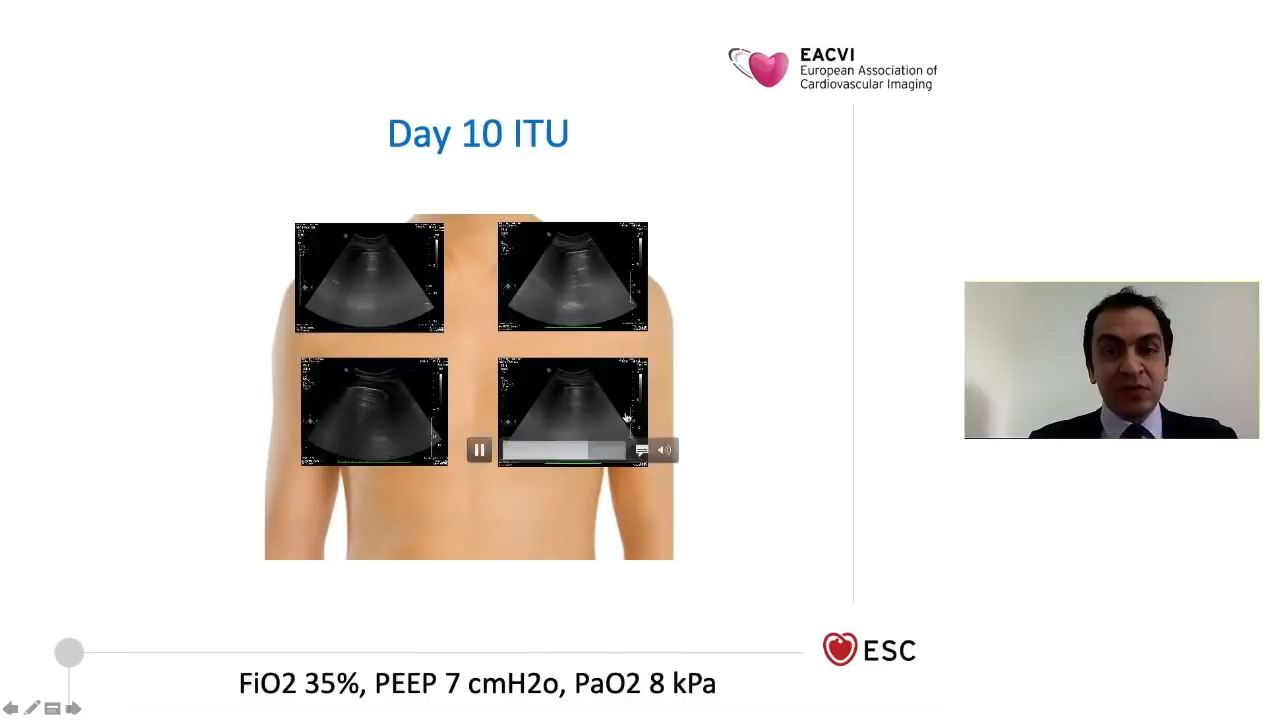 EACVI
European Association of
Cardiovascular Imaging
Day 10 ITU
ESC
FiO2 35%, PEEP 7 cmH2o, PaO2 8 kPa